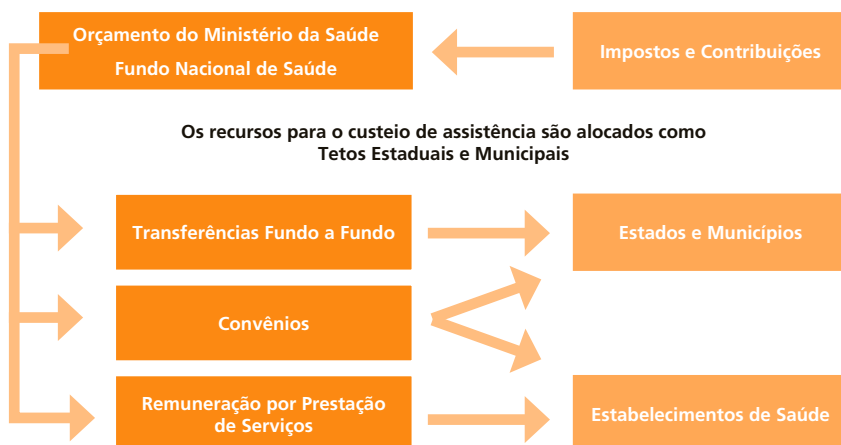 Orçamento do Ministério da Saúde
Fundo Nacional de Saúde
Impostos e Contribuições
Os recursos para o custeio de assistência são alocados como
Tetos Estaduais e Municipais
Transferências Fundo a Fundo
Estados e Municípios
Convênios
Remuneração por Prestação
de Serviços
Estabelecimentos de Saúde